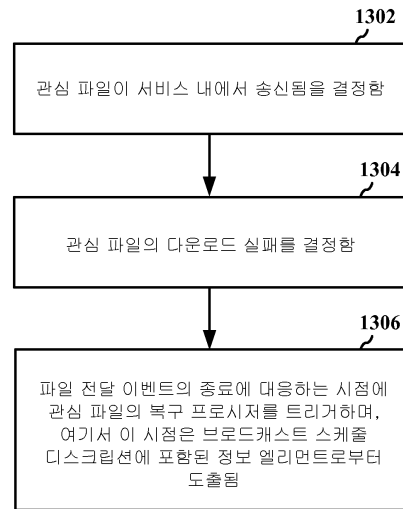 1302
관심 파일이 서비스 내에서 송신됨을 결정함
1304
관심 파일의 다운로드 실패를 결정함
1306
파일 전달 이벤트의 종료에 대응하는 시점에
관심 파일의 복구 프로시저를 트리거하며,
여기서 이 시점은 브로드캐스트 스케줄
디스크립션에 포함된 정보 엘리먼트로부터
도출됨